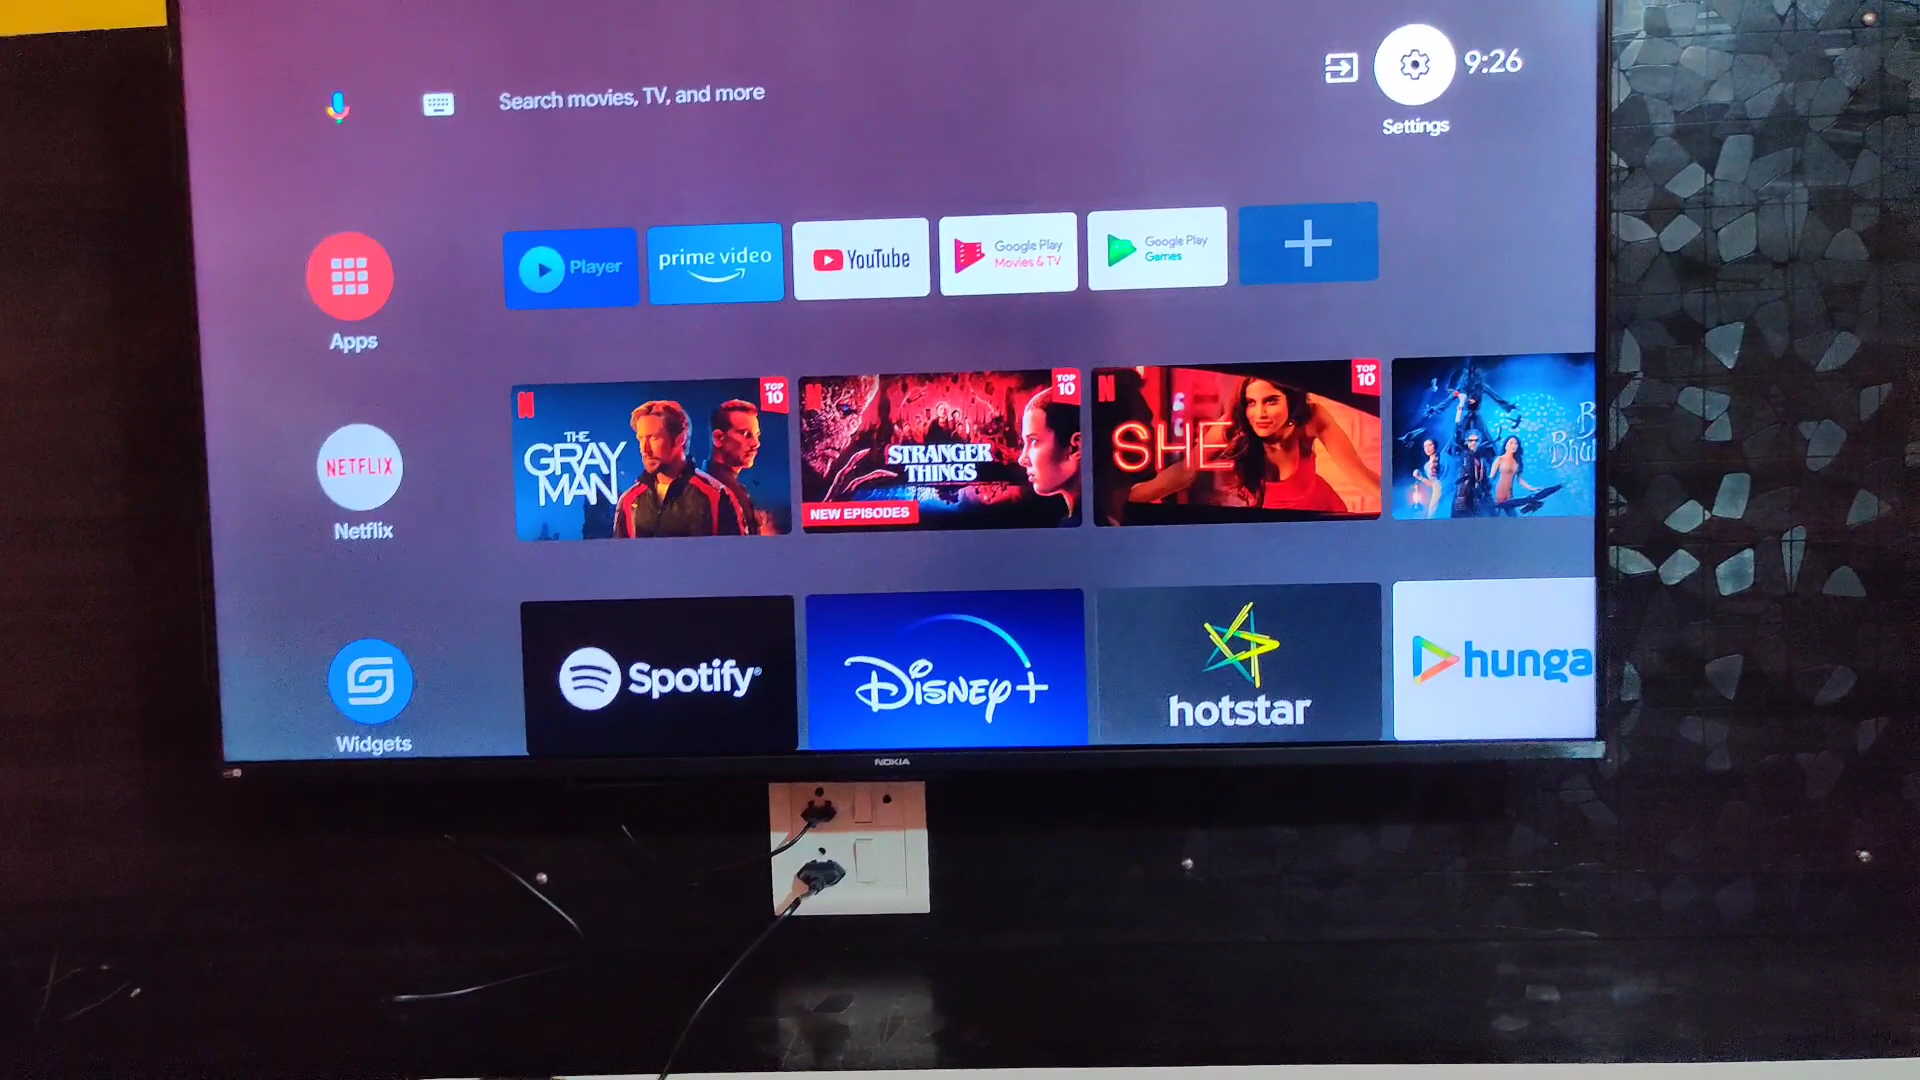 Search movies, TV, and more
9:26
Settings
Player
prime video
YouTube
Google Play
Movies & TV
Google Play
Games
Apps
NETFLIX
Netflix
N
TOP
10
THE
GRAY
MAN
N
TOP
10
STRANGER
THINGS
NEW EPISODES
N
TOP
10
SHE
Widgets
Spotify
Disney+
hotstar
hunga
NOKIA